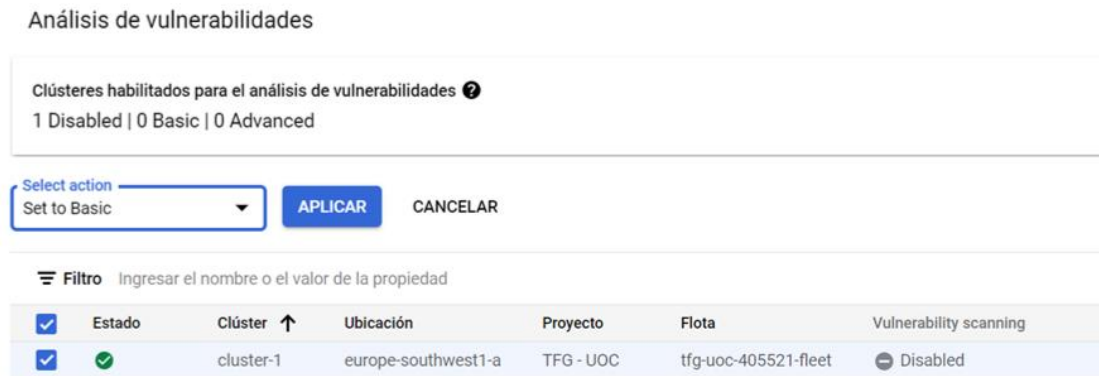 Análisis de vulnerabilidades
Clústeres habilitados para el análisis de vulnerabilidades
1 Disabled | 0 Basic | 0 Advanced
Select action
Set to Basic APLICAR CANCELAR
Filtro Ingresar el nombre o el valor de la propiedad
Estado Clúster Ubicación Proyecto Flota Vulnerability scanning
cluster-1 europe-southwest1-a TFG - UOC tfg-uoc-405521-fleet Disabled